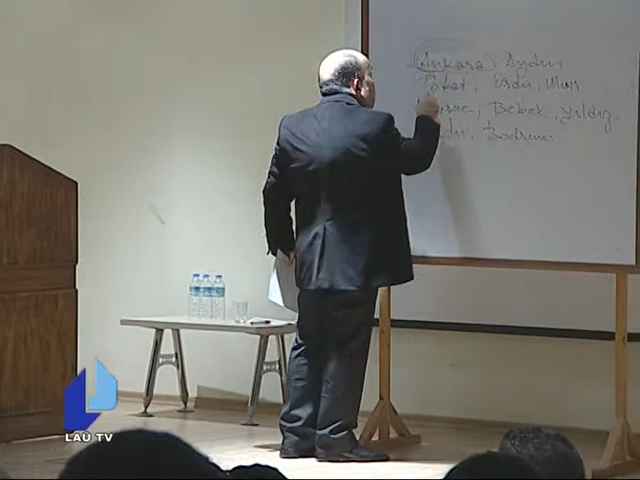 (Ankara) Aydın
Tokat, Ordu, Muş
Bebek, Yıldız,
Bodrum
LAÜ TV